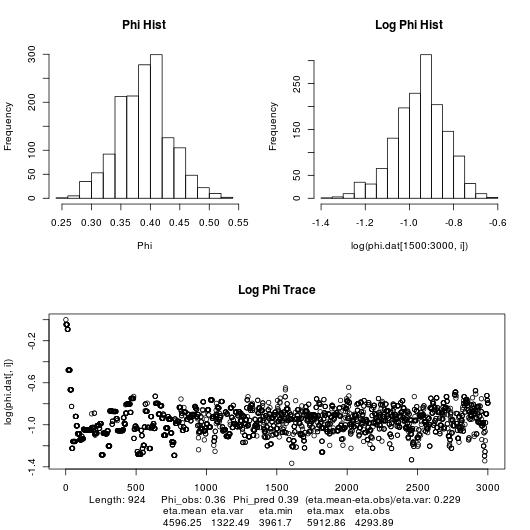 Phi Hist
Log Phi Hist
Frequency
0 50 100 200 300
0.25 0.30 0.35 0.40 0.45 0.50 0.55
Phi
Frequency
0 50 150 250
-1.4 -1.2 -1.0 -0.8 -0.6
log(phi.dat[1500:3000, i])
Log Phi Trace
log(phi.dat[, i])
-1.4 -1.0 -0.6 -0.2
0 500 1000 1500 2000 2500 3000
Length: 924 Phi_obs: 0.36 Phi_pred 0.39 (eta.mean-eta.obs)/eta.var: 0.229
eta.mean eta.var eta.min eta.max eta.obs
4596.25 1322.49 3961.7 5912.86 4293.89